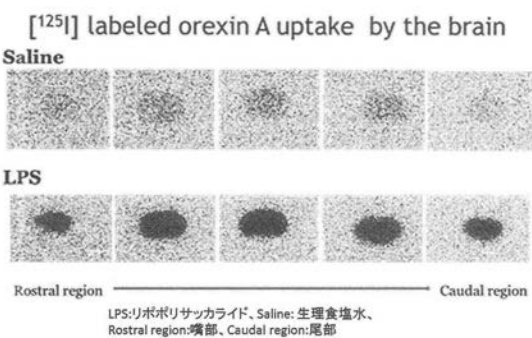 [¹²⁵I] labeled orexin A uptake by the brain
Saline
LPS
Rostral region
Caudal region
LPS:リポポリサッカライド、Saline: 生理食塩水、
Rostral region:嘴部、Caudal region:尾部